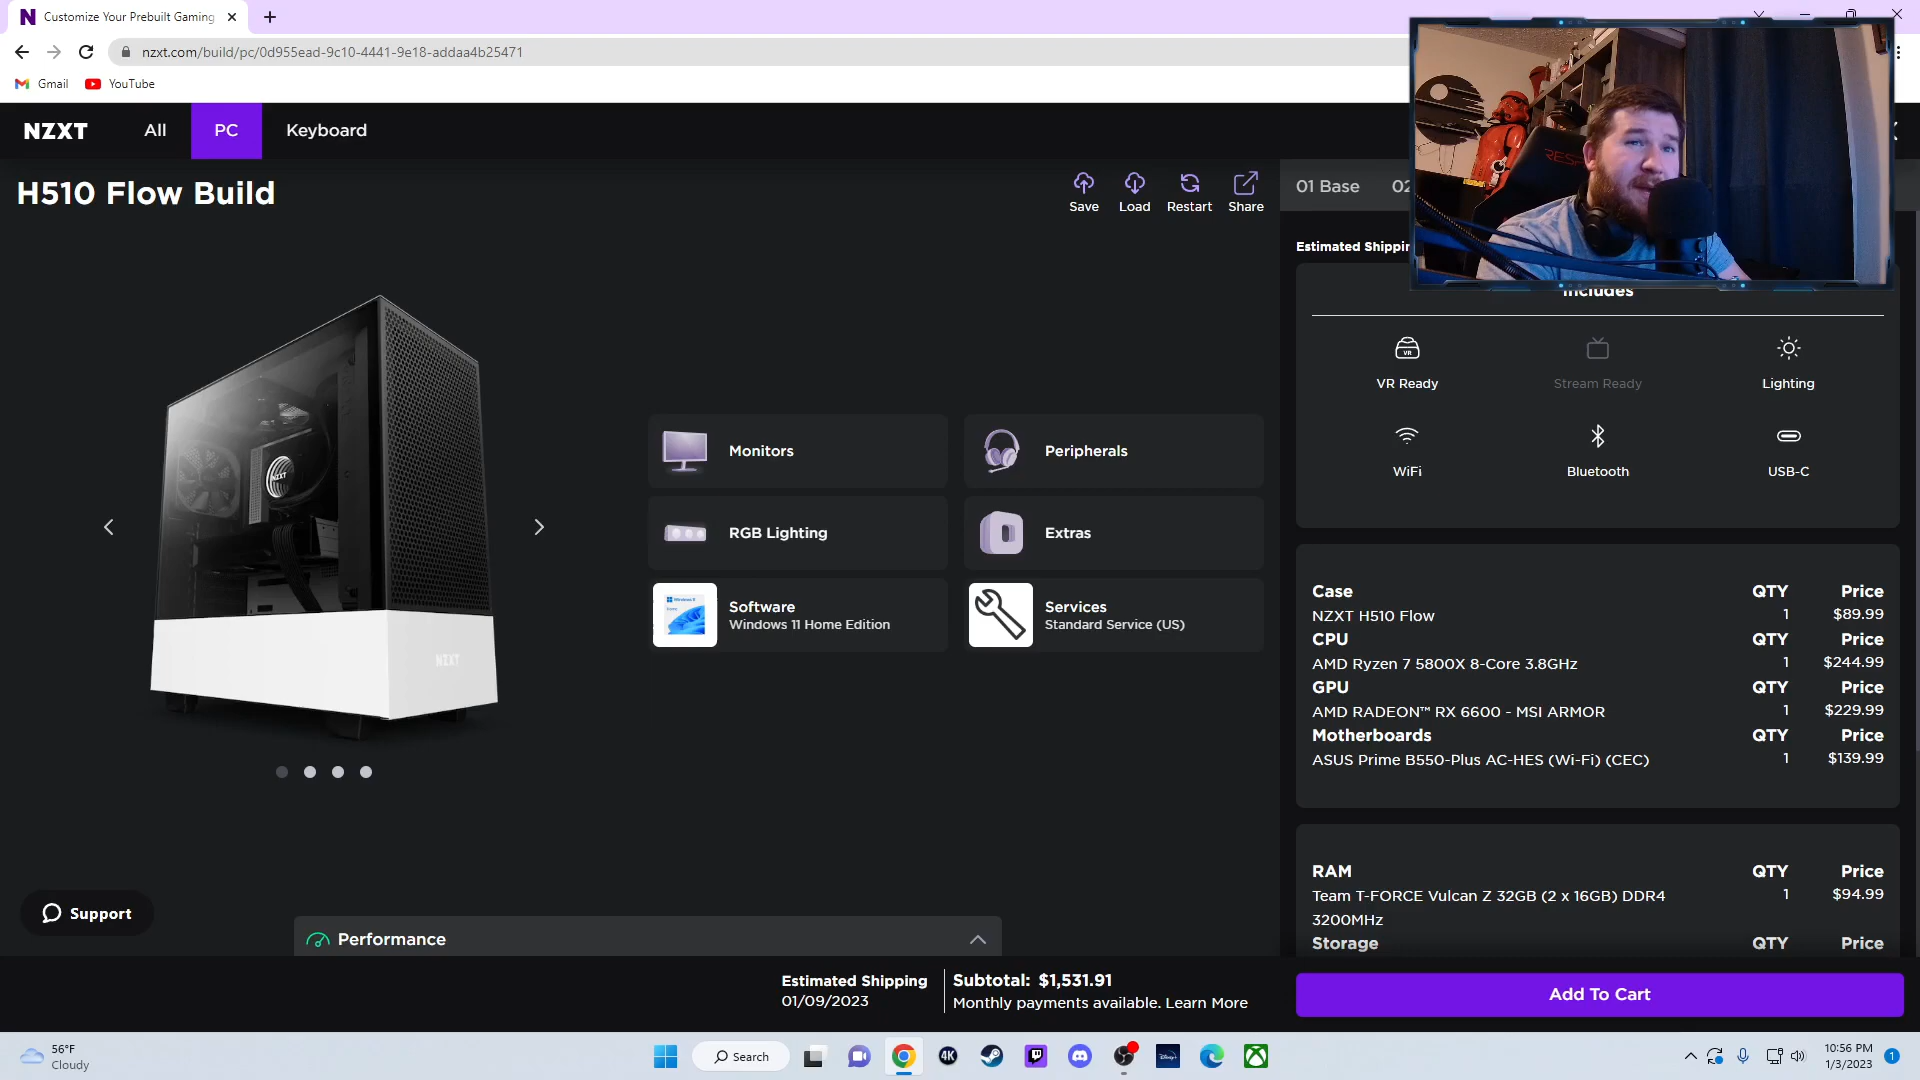 Customize Your Prebuilt Gaming
nzxt.com/build/pc/0d955ead-9c10-4441-9e18-addaa4b25471
Gmail
YouTube
NZXT
All
PC
Keyboard
H510 Flow Build
Save
Load
Restart
Share
01 Base
02
Estimated Shippin
Includes
VR Ready
Stream Ready
Lighting
WiFi
Bluetooth
USB-C
NZXT
NZXT
Monitors
Peripherals
RGB Lighting
Extras
Software
Windows 11 Home Edition
Services
Standard Service (US)
Case QTY Price
NZXT H510 Flow 1 $89.99
CPU QTY Price
AMD Ryzen 7 5800X 8-Core 3.8GHz 1 $244.99
GPU QTY Price
AMD RADEON™ RX 6600 - MSI ARMOR 1 $229.99
Motherboards QTY Price
ASUS Prime B550-Plus AC-HES (Wi-Fi) (CEC) 1 $139.99
RAM QTY Price
Team T-FORCE Vulcan Z 32GB (2 x 16GB) DDR4 1 $94.99
3200MHz
Storage QTY Price
Support
Performance
Estimated Shipping
01/09/2023
Subtotal: $1,531.91
Monthly payments available. Learn More
Add To Cart
56°F
Cloudy
Search
4K
10:56 PM
1/3/2023
1